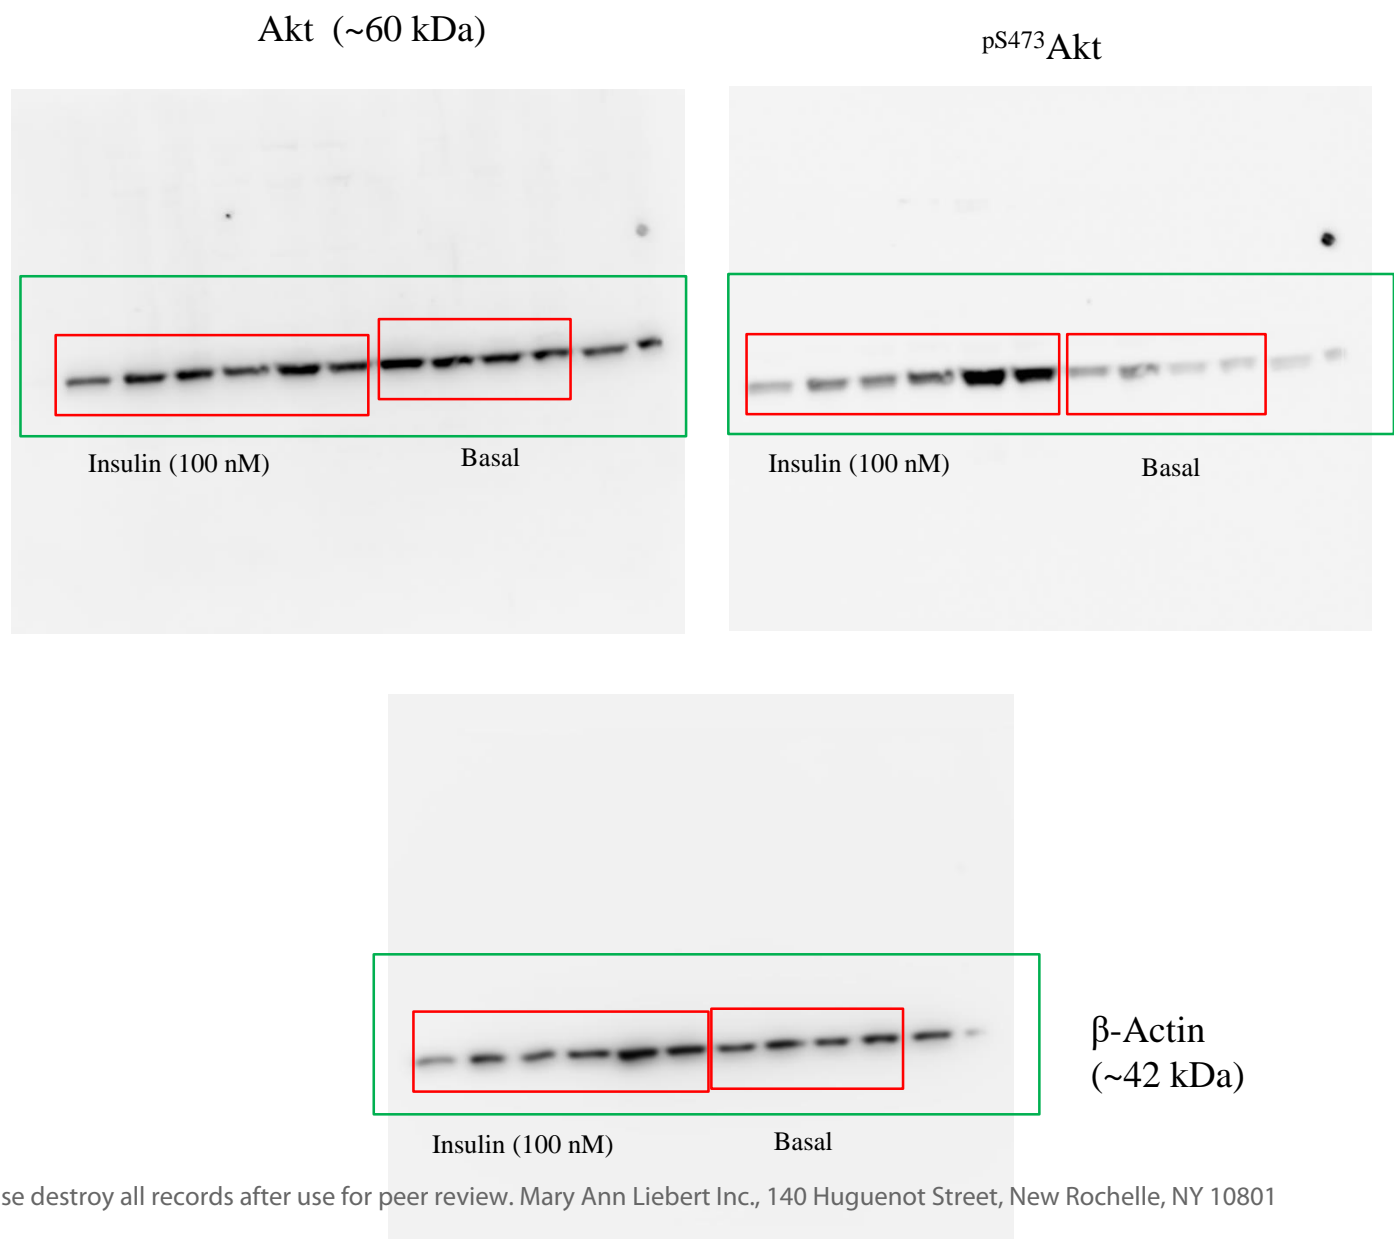 Akt (~60 kDa)
pS473Akt
Insulin (100 nM)
Basal
Insulin (100 nM)
Basal
β-Actin
(~42 kDa)
Insulin (100 nM)
Basal
se destroy all records after use for peer review. Mary Ann Liebert Inc., 140 Huguenot Street, New Rochelle, NY 10801